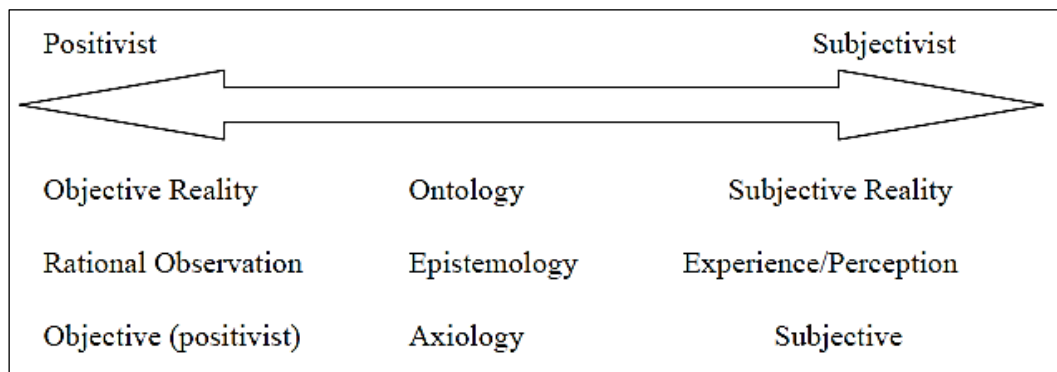 Positivist Subjectivist
Objective Reality Ontology Subjective Reality
Rational Observation Epistemology Experience/Perception
Objective (positivist) Axiology Subjective